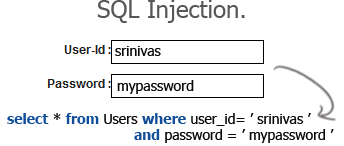 SQL Injection.
User-Id : srinivas
Password : mypassword
select * from Users where user_id= ' srinivas '
and password = ' mypassword '